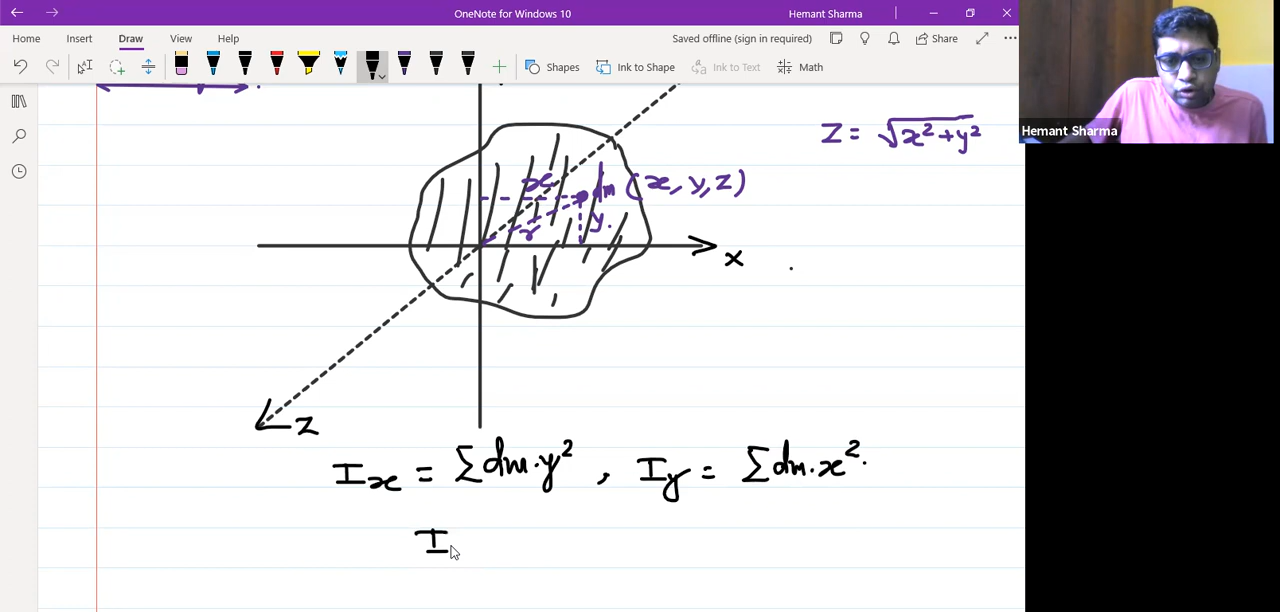 OneNote for Windows 10
Hemant Sharma
Home Insert Draw View Help
Saved offline (sign in required)
Share
Shapes
Ink to Shape
Ink to Text
Math
Hemant Sharma
z = √x²+y²
x
dm (x, y, z)
r
y.
x
z
Ix = ∑dm·y² , Iy = ∑dm·x².
I